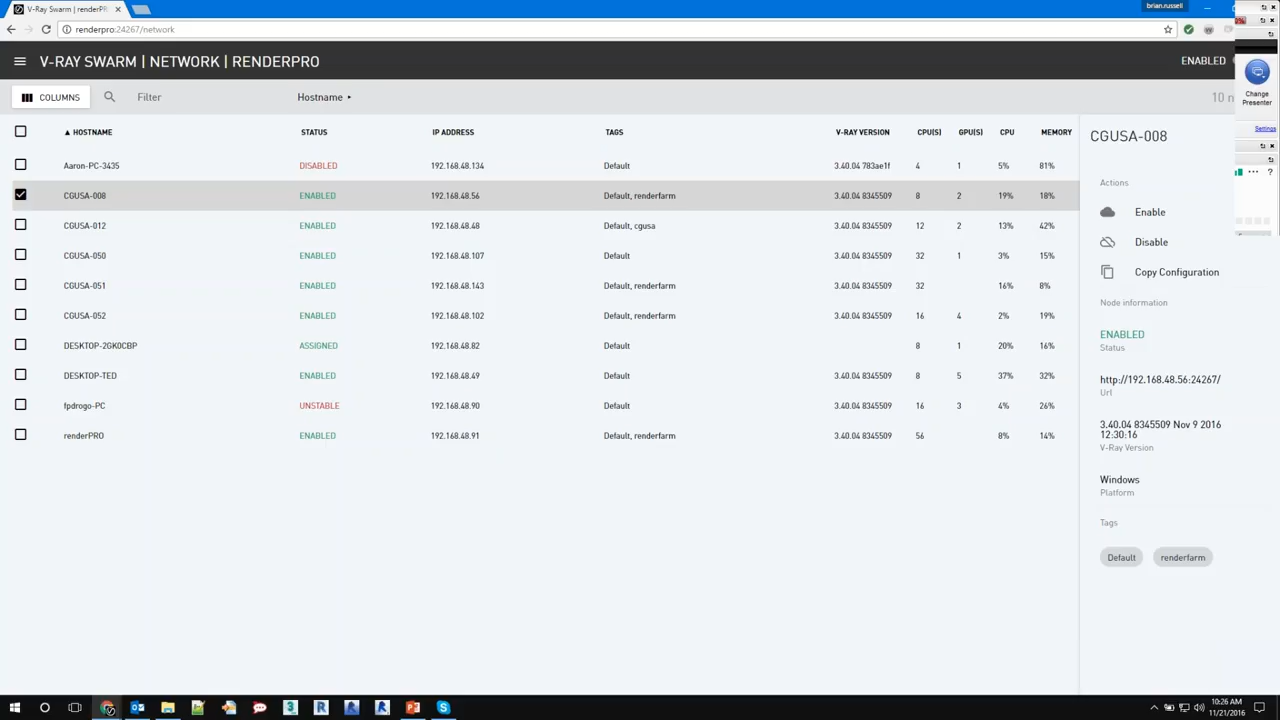 V-Ray Swarm | renderPR
brian.russell
renderpro:24267/network
V-RAY SWARM | NETWORK | RENDERPRO
ENABLED
COLUMNS
Filter
Hostname
10 n
Change
Presenter
Settings
▲ HOSTNAME STATUS IP ADDRESS TAGS V-RAY VERSION CPU(S) GPU(S) CPU MEMORY
Aaron-PC-3435 DISABLED 192.168.48.134 Default 3.40.04 783ae1f 4 1 5% 81%
CGUSA-008 ENABLED 192.168.48.56 Default, renderfarm 3.40.04 8345509 8 2 19% 18%
CGUSA-012 ENABLED 192.168.48.48 Default, cgusa 3.40.04 8345509 12 2 13% 42%
CGUSA-050 ENABLED 192.168.48.107 Default 3.40.04 8345509 32 1 3% 15%
CGUSA-051 ENABLED 192.168.48.143 Default, renderfarm 3.40.04 8345509 32 16% 8%
CGUSA-052 ENABLED 192.168.48.102 Default, renderfarm 3.40.04 8345509 16 4 2% 19%
DESKTOP-2GK0CBP ASSIGNED 192.168.48.82 Default 3.40.04 8345509 8 1 20% 16%
DESKTOP-TED ENABLED 192.168.48.49 Default 3.40.04 8345509 8 5 37% 32%
fpdrogo-PC UNSTABLE 192.168.48.90 Default 3.40.04 8345509 16 3 4% 26%
renderPRO ENABLED 192.168.48.91 Default, renderfarm 3.40.04 8345509 56 8% 14%
CGUSA-008
Actions
Enable
Disable
Copy Configuration
Node information
ENABLED
Status
http://192.168.48.56:24267/
Url
3.40.04 8345509 Nov 9 2016
12:30:16
V-Ray Version
Windows
Platform
Tags
Default renderfarm
10:26 AM
11/21/2016